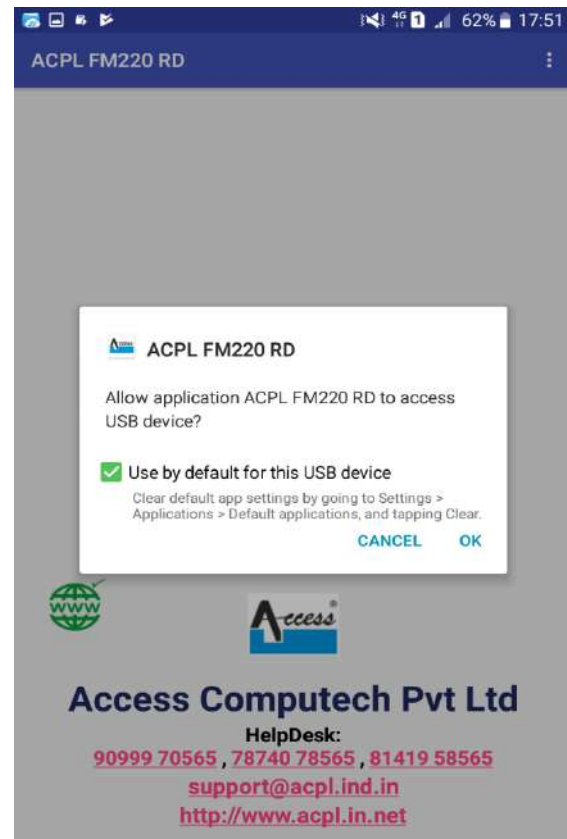 4G 1 62% 17:51
ACPL FM220 RD
ACPL FM220 RD
Allow application ACPL FM220 RD to access
USB device?
Use by default for this USB device
Clear default app settings by going to Settings >
Applications > Default applications, and tapping Clear.
CANCEL OK
www
Access
Access Computech Pvt Ltd
HelpDesk:
90999 70565 , 78740 78565 , 81419 58565
support@acpl.ind.in
http://www.acpl.in.net